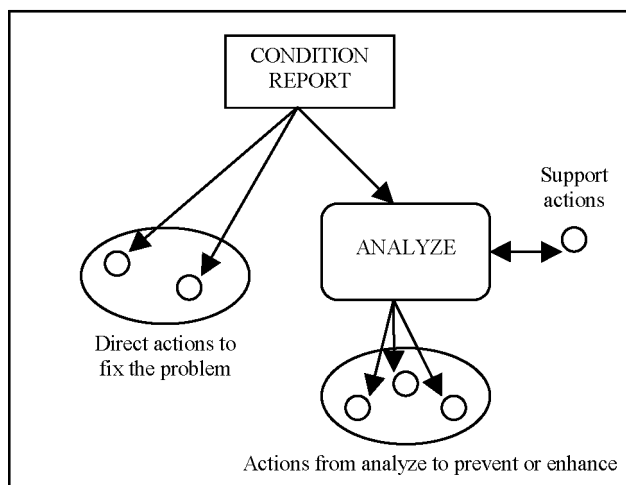 CONDITION
REPORT
Support
actions
ANALYZE
Direct actions to
fix the problem
Actions from analyze to prevent or enhance